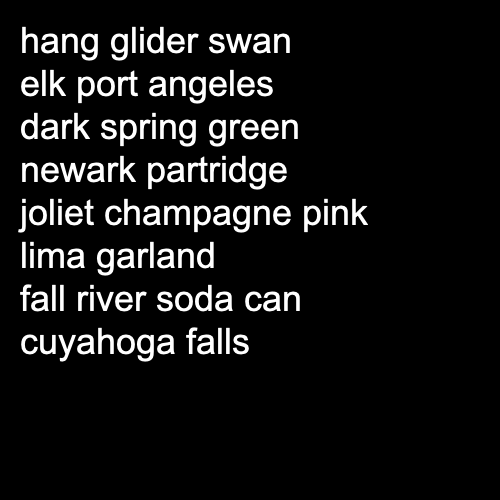 hang glider swan
elk port angeles
dark spring green
newark partridge
joliet champagne pink
lima garland
fall river soda can
cuyahoga falls